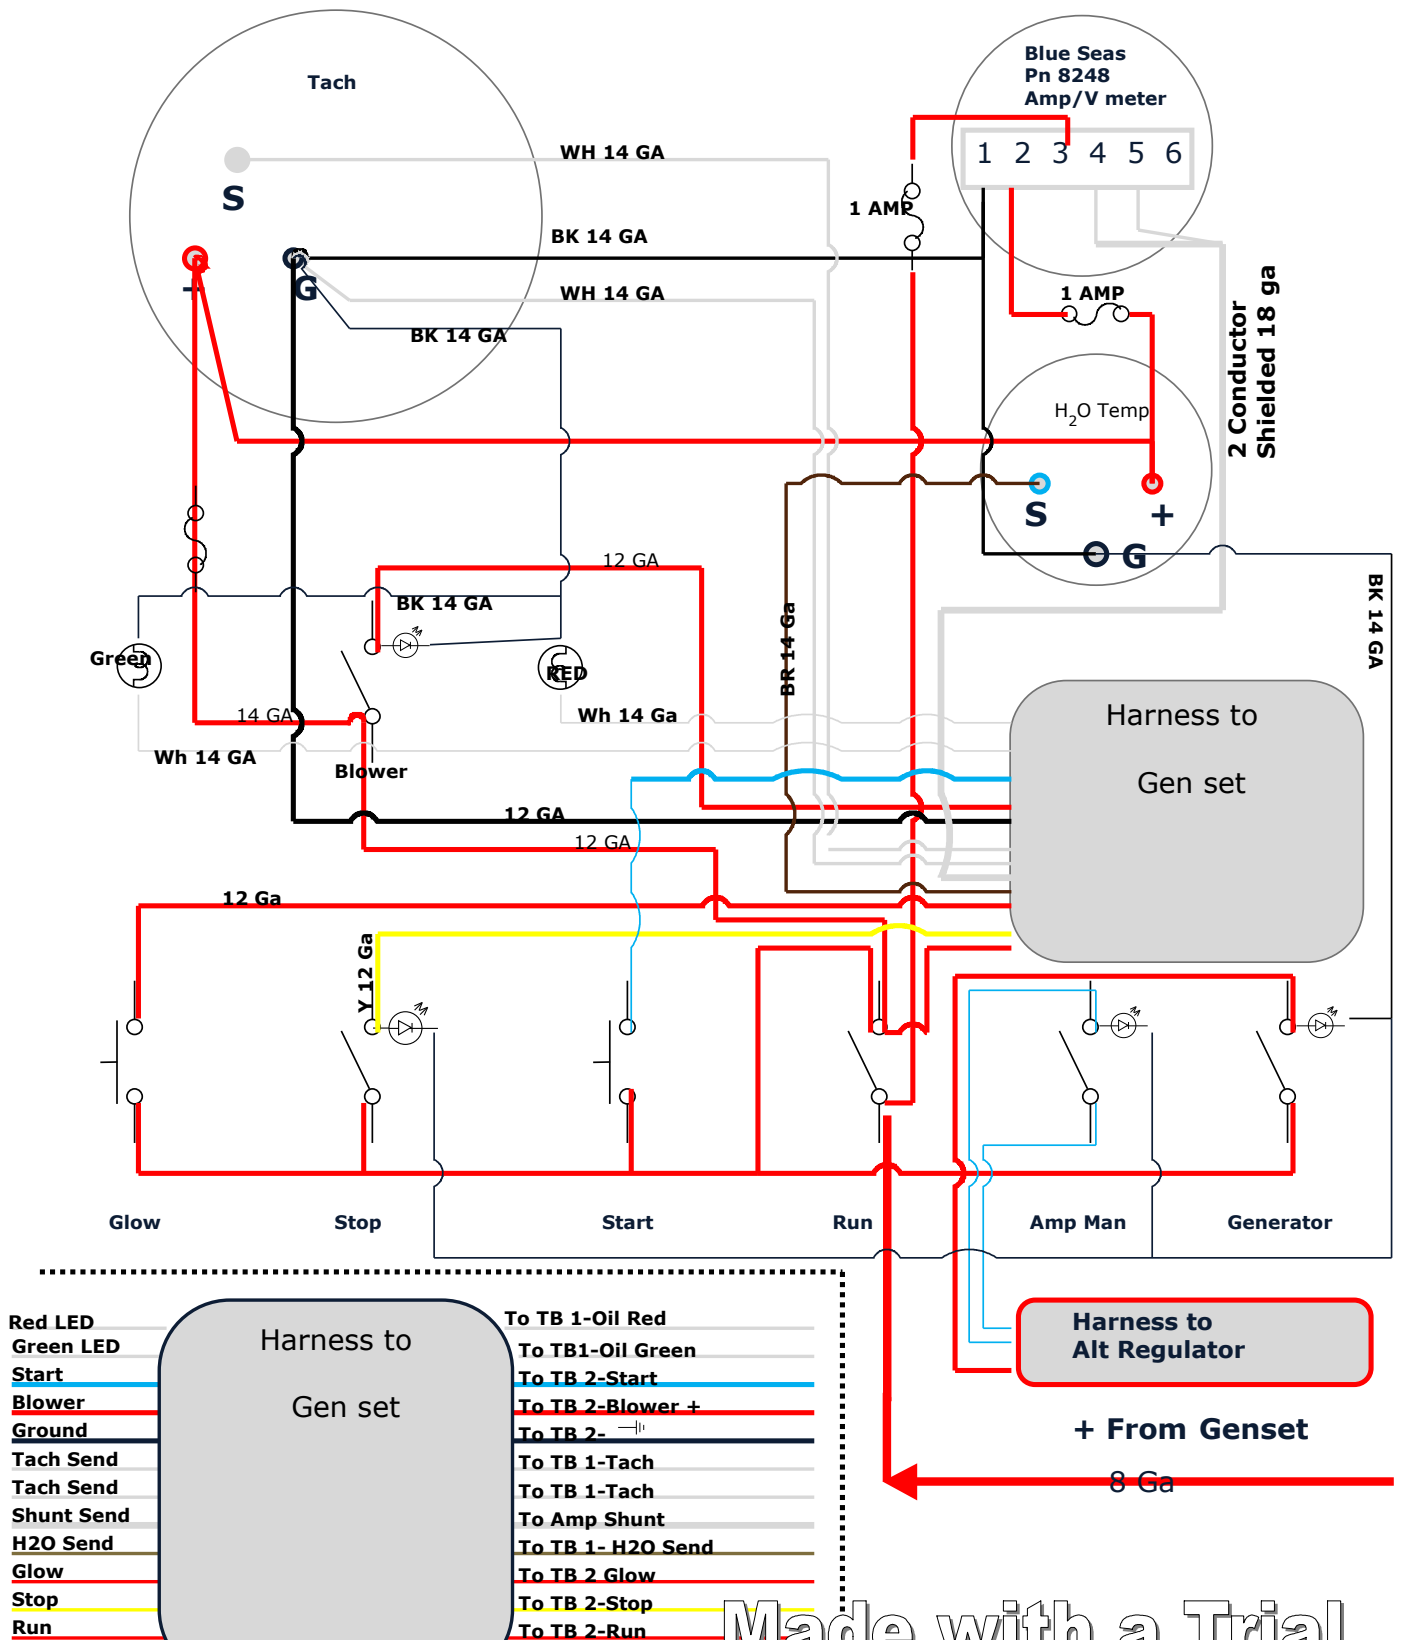 Tach
Blue Seas
Pn 8248
Amp/V meter
1 2 3 4 5 6
WH 14 GA
S
1 AMP
BK 14 GA
+
G
WH 14 GA
1 AMP
BK 14 GA
2 Conductor
Shielded 18 ga
H2O Temp
S
+
G
12 GA
BK 14 GA
BK 14 GA
BR 14 Ga
Green
RED
14 GA
Wh 14 Ga
Wh 14 GA
Blower
Harness to
Gen set
12 GA
12 GA
12 Ga
Y 12 Ga
Glow
Stop
Start
Run
Amp Man
Generator
Red LED
Green LED
Start
Blower
Ground
Tach Send
Tach Send
Shunt Send
H2O Send
Glow
Stop
Run
Harness to
Gen set
To TB 1-Oil Red
To TB1-Oil Green
To TB 2-Start
To TB 2-Blower +
To TB 2-
To TB 1-Tach
To TB 1-Tach
To Amp Shunt
To TB 1- H2O Send
To TB 2 Glow
To TB 2-Stop
To TB 2-Run
Harness to
Alt Regulator
+ From Genset
8 Ga
Made with a Trial